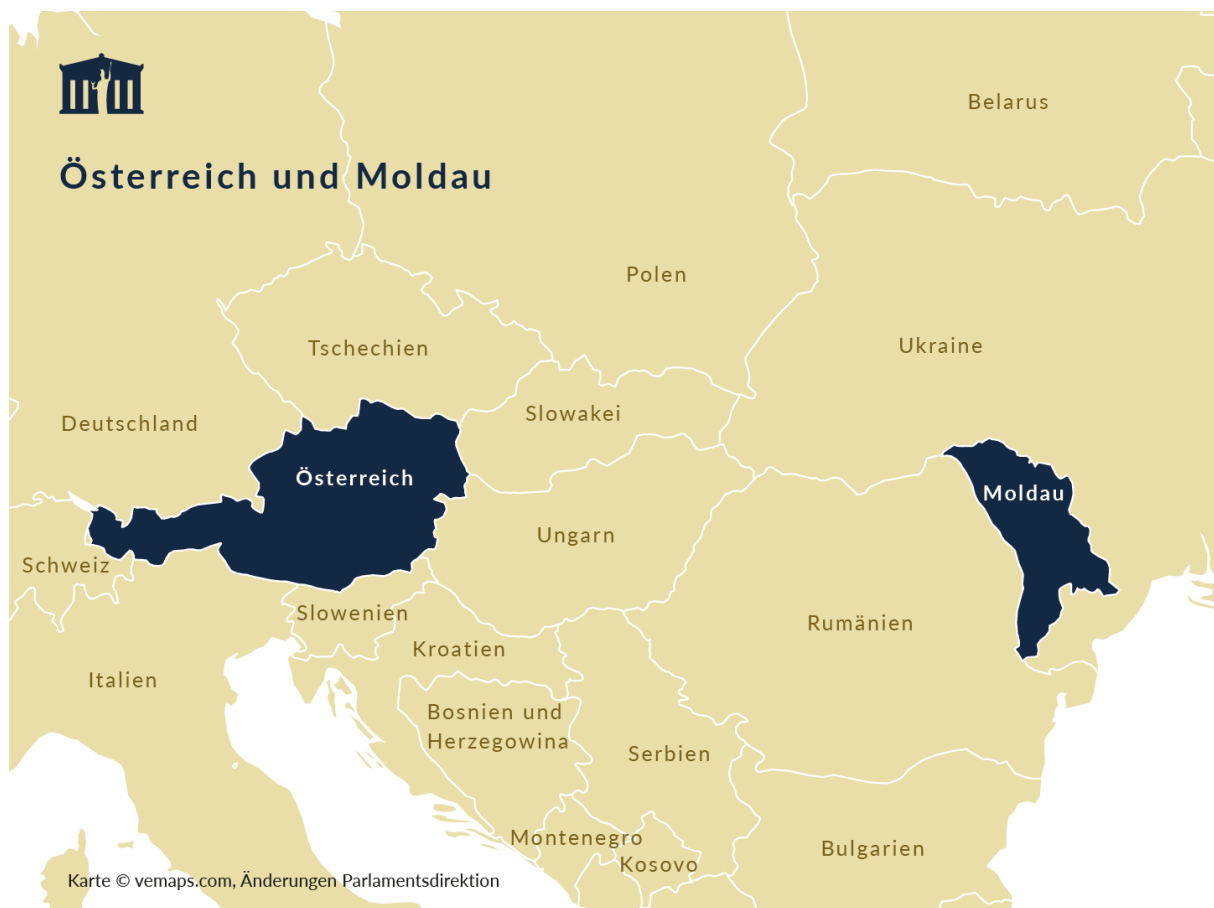 Österreich und Moldau
Belarus
Polen
Ukraine
Tschechien
Slowakei
Deutschland
Österreich
Moldau
Ungarn
Schweiz
Slowenien
Rumänien
Kroatien
Italien
Bosnien und
Herzegowina
Serbien
Montenegro
Bulgarien
Kosovo
Karte © vemaps.com, Änderungen Parlamentsdirektion